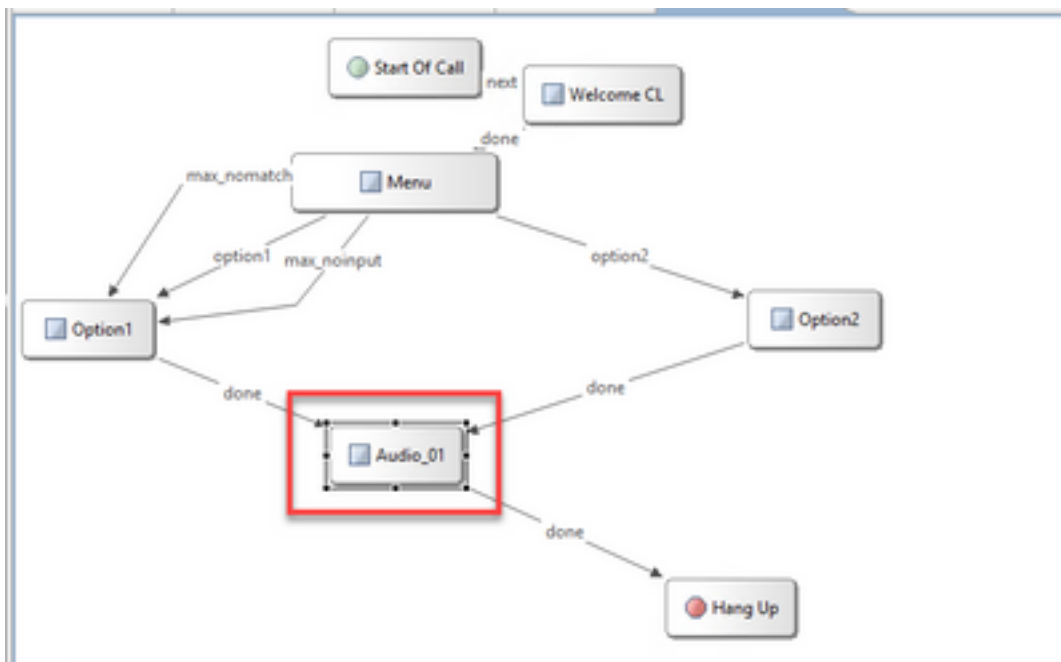 Start Of Call
next
Welcome CL
done
Menu
max_nomatch
option1
max_noinput
option2
Option1
Option2
done
done
Audio_01
done
Hang Up